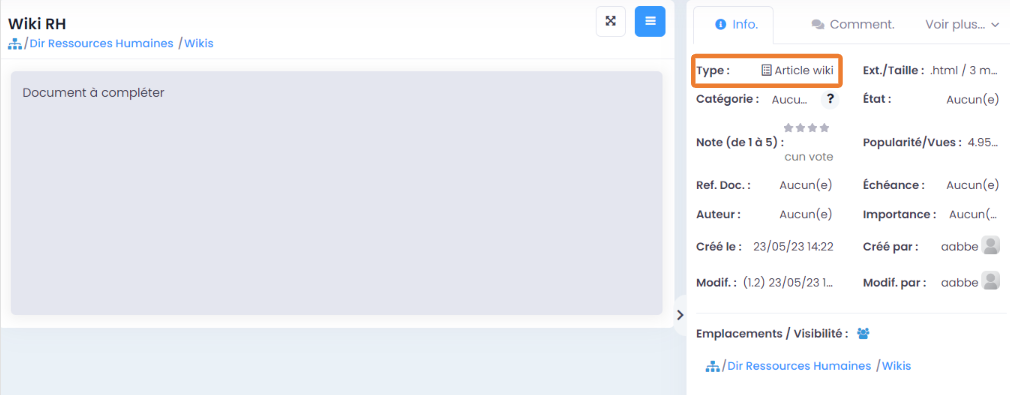 Wiki RH
/Dir Ressources Humaines /Wikis
Document à compléter
Info.
Comment.
Voir plus...
Type : Article wiki
Ext./Taille : .html / 3 m...
Catégorie : Aucu... ?
État : Aucun(e)
Note (de 1 à 5) :
cun vote
Popularité/Vues : 4.95...
Ref. Doc. : Aucun(e)
Échéance : Aucun(e)
Auteur : Aucun(e)
Importance : Aucun(...
Créé le : 23/05/23 14:22
Créé par : aabbe
Modif. : (1.2) 23/05/23 1...
Modif. par : aabbe
Emplacements / Visibilité :
/Dir Ressources Humaines /Wikis